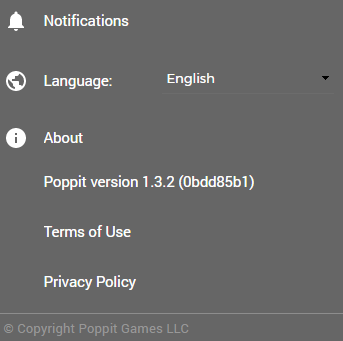 Notifications
Language: English
About
Poppit version 1.3.2 (0bdd85b1)
Terms of Use
Privacy Policy
© Copyright Poppit Games LLC